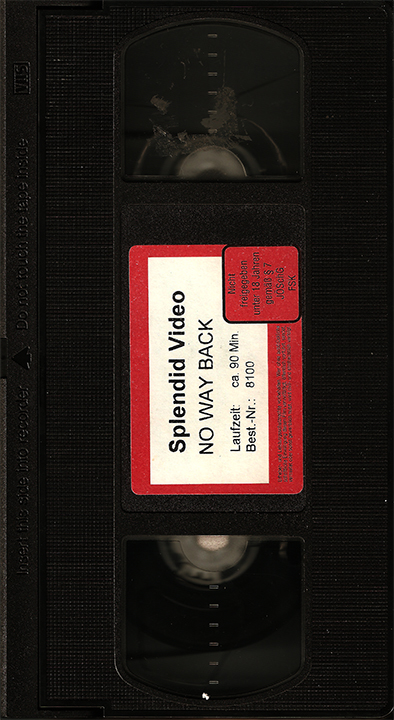 VHS
Do not touch the tape inside
Insert this side into recorder
Splendid Video
NO WAY BACK
Laufzeit: ca. 90 Min.
Best.-Nr.: 8100
Nicht
freigegeben
unter 18 Jahren
gemäß § 7
JÖSchG
FSK